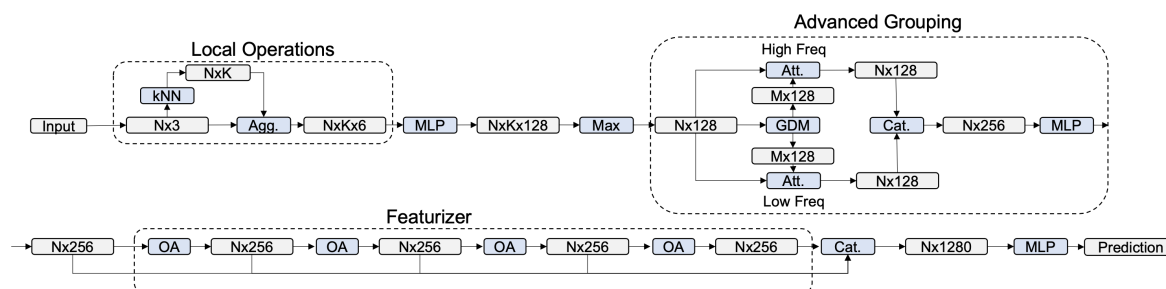 Advanced Grouping
Local Operations
High Freq
NxK
Att.
Nx128
kNN
Mx128
Input
Nx3
Agg.
NxKx6
MLP
NxKx128
Max
Nx128
GDM
Cat.
Nx256
MLP
Mx128
Att.
Nx128
Low Freq
Featurizer
Nx256
OA
Nx256
OA
Nx256
OA
Nx256
OA
Nx256
Cat.
Nx1280
MLP
Prediction